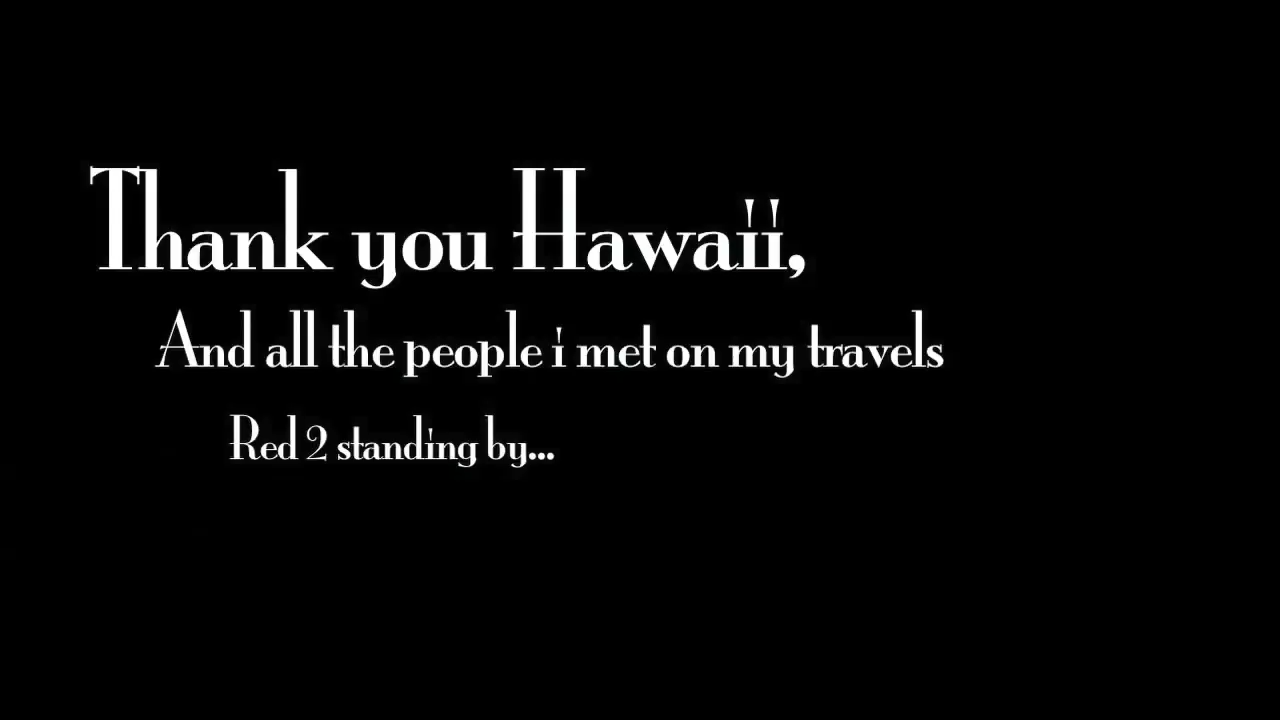 Thank you Hawaii,
And all the people i met on my travels
Red 2 standing by...